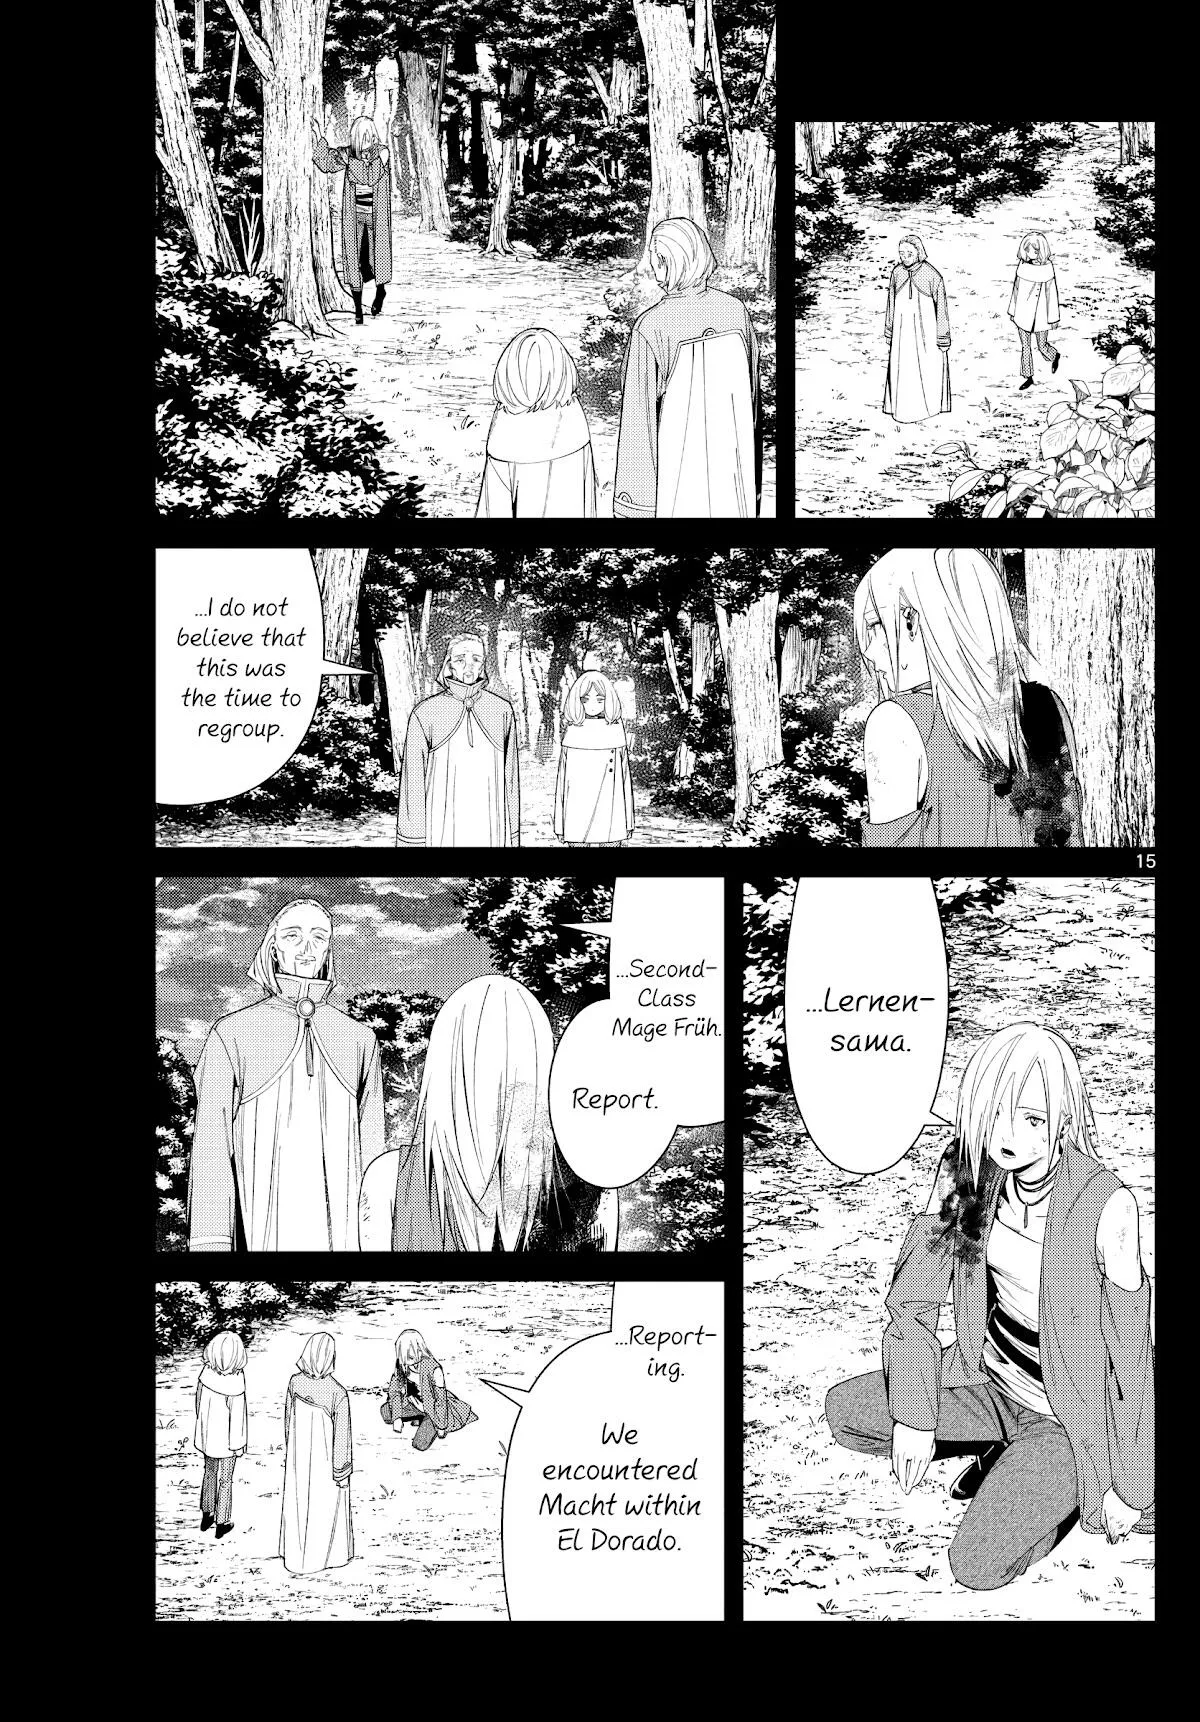 ...I do not
believe that
this was
the time to
regroup.
15
...Lernen-
sama.
...Second-
Class
Mage Früh.
Report.
...Report-
ing.
We
encountered
Macht within
El Dorado.